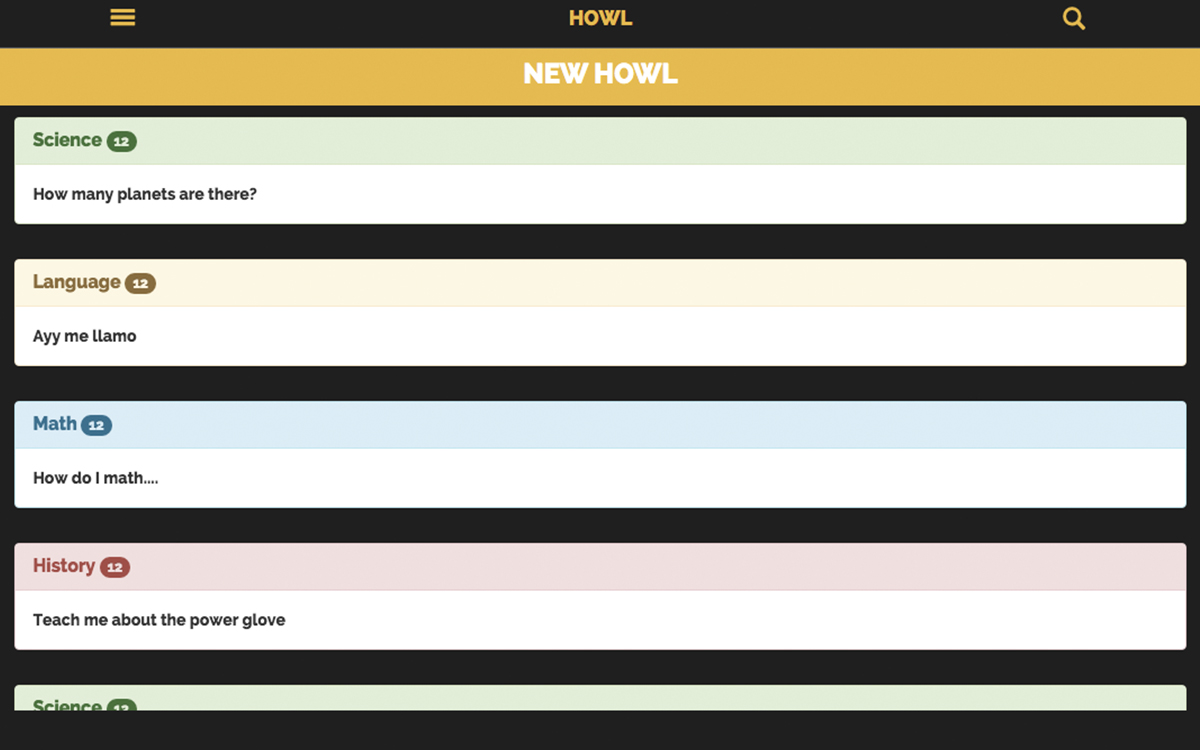 HOWL
NEW HOWL
Science 12
How many planets are there?
Language 12
Ayy me llamo
Math 12
How do I math....
History 12
Teach me about the power glove
Science 12